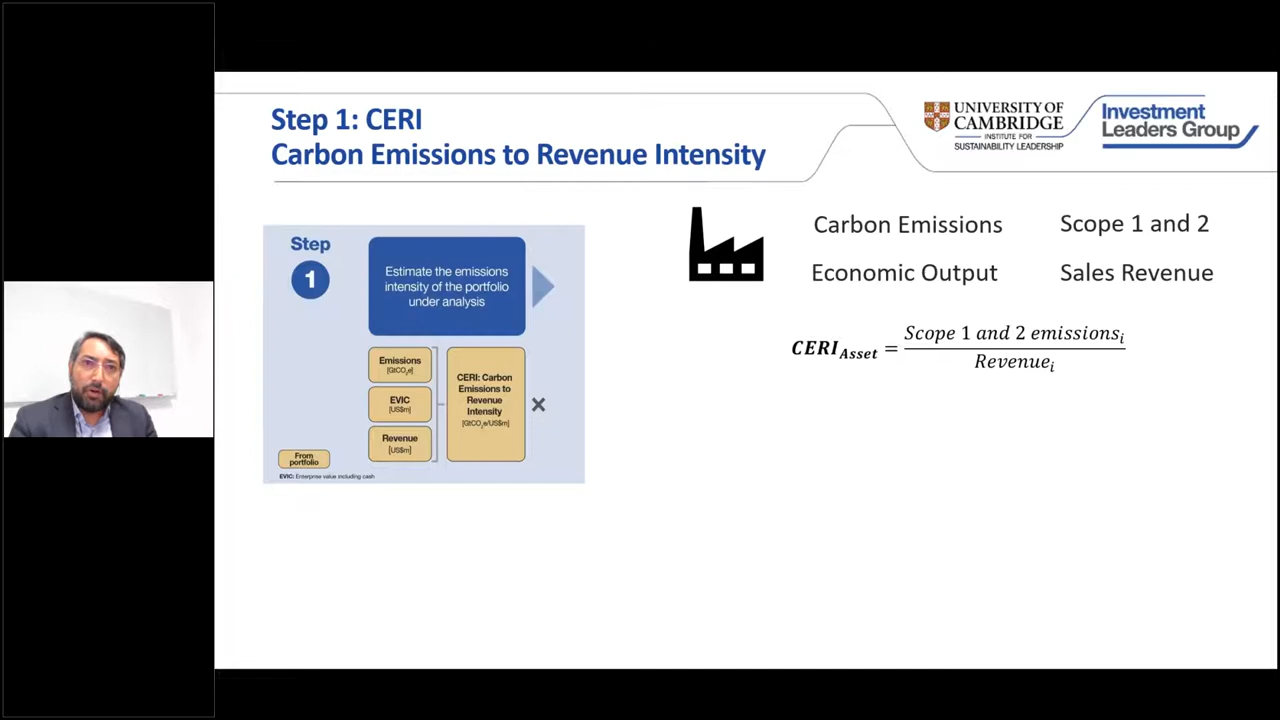 Step 1: CERI
Carbon Emissions to Revenue Intensity
UNIVERSITY OF
CAMBRIDGE
INSTITUTE FOR
SUSTAINABILITY LEADERSHIP
Investment
Leaders Group
Step
1
Estimate the emissions
intensity of the portfolio
under analysis
Emissions
[GtCO₂e]
EVIC
[US$m]
Revenue
[US$m]
CERI: Carbon
Emissions to
Revenue
Intensity
[GtCO₂e/US$m]
×
From
portfolio
EVIC: Enterprise value including cash
Carbon Emissions Scope 1 and 2
Economic Output Sales Revenue
CERI_Asset = Scope 1 and 2 emissions_i
Revenue_i